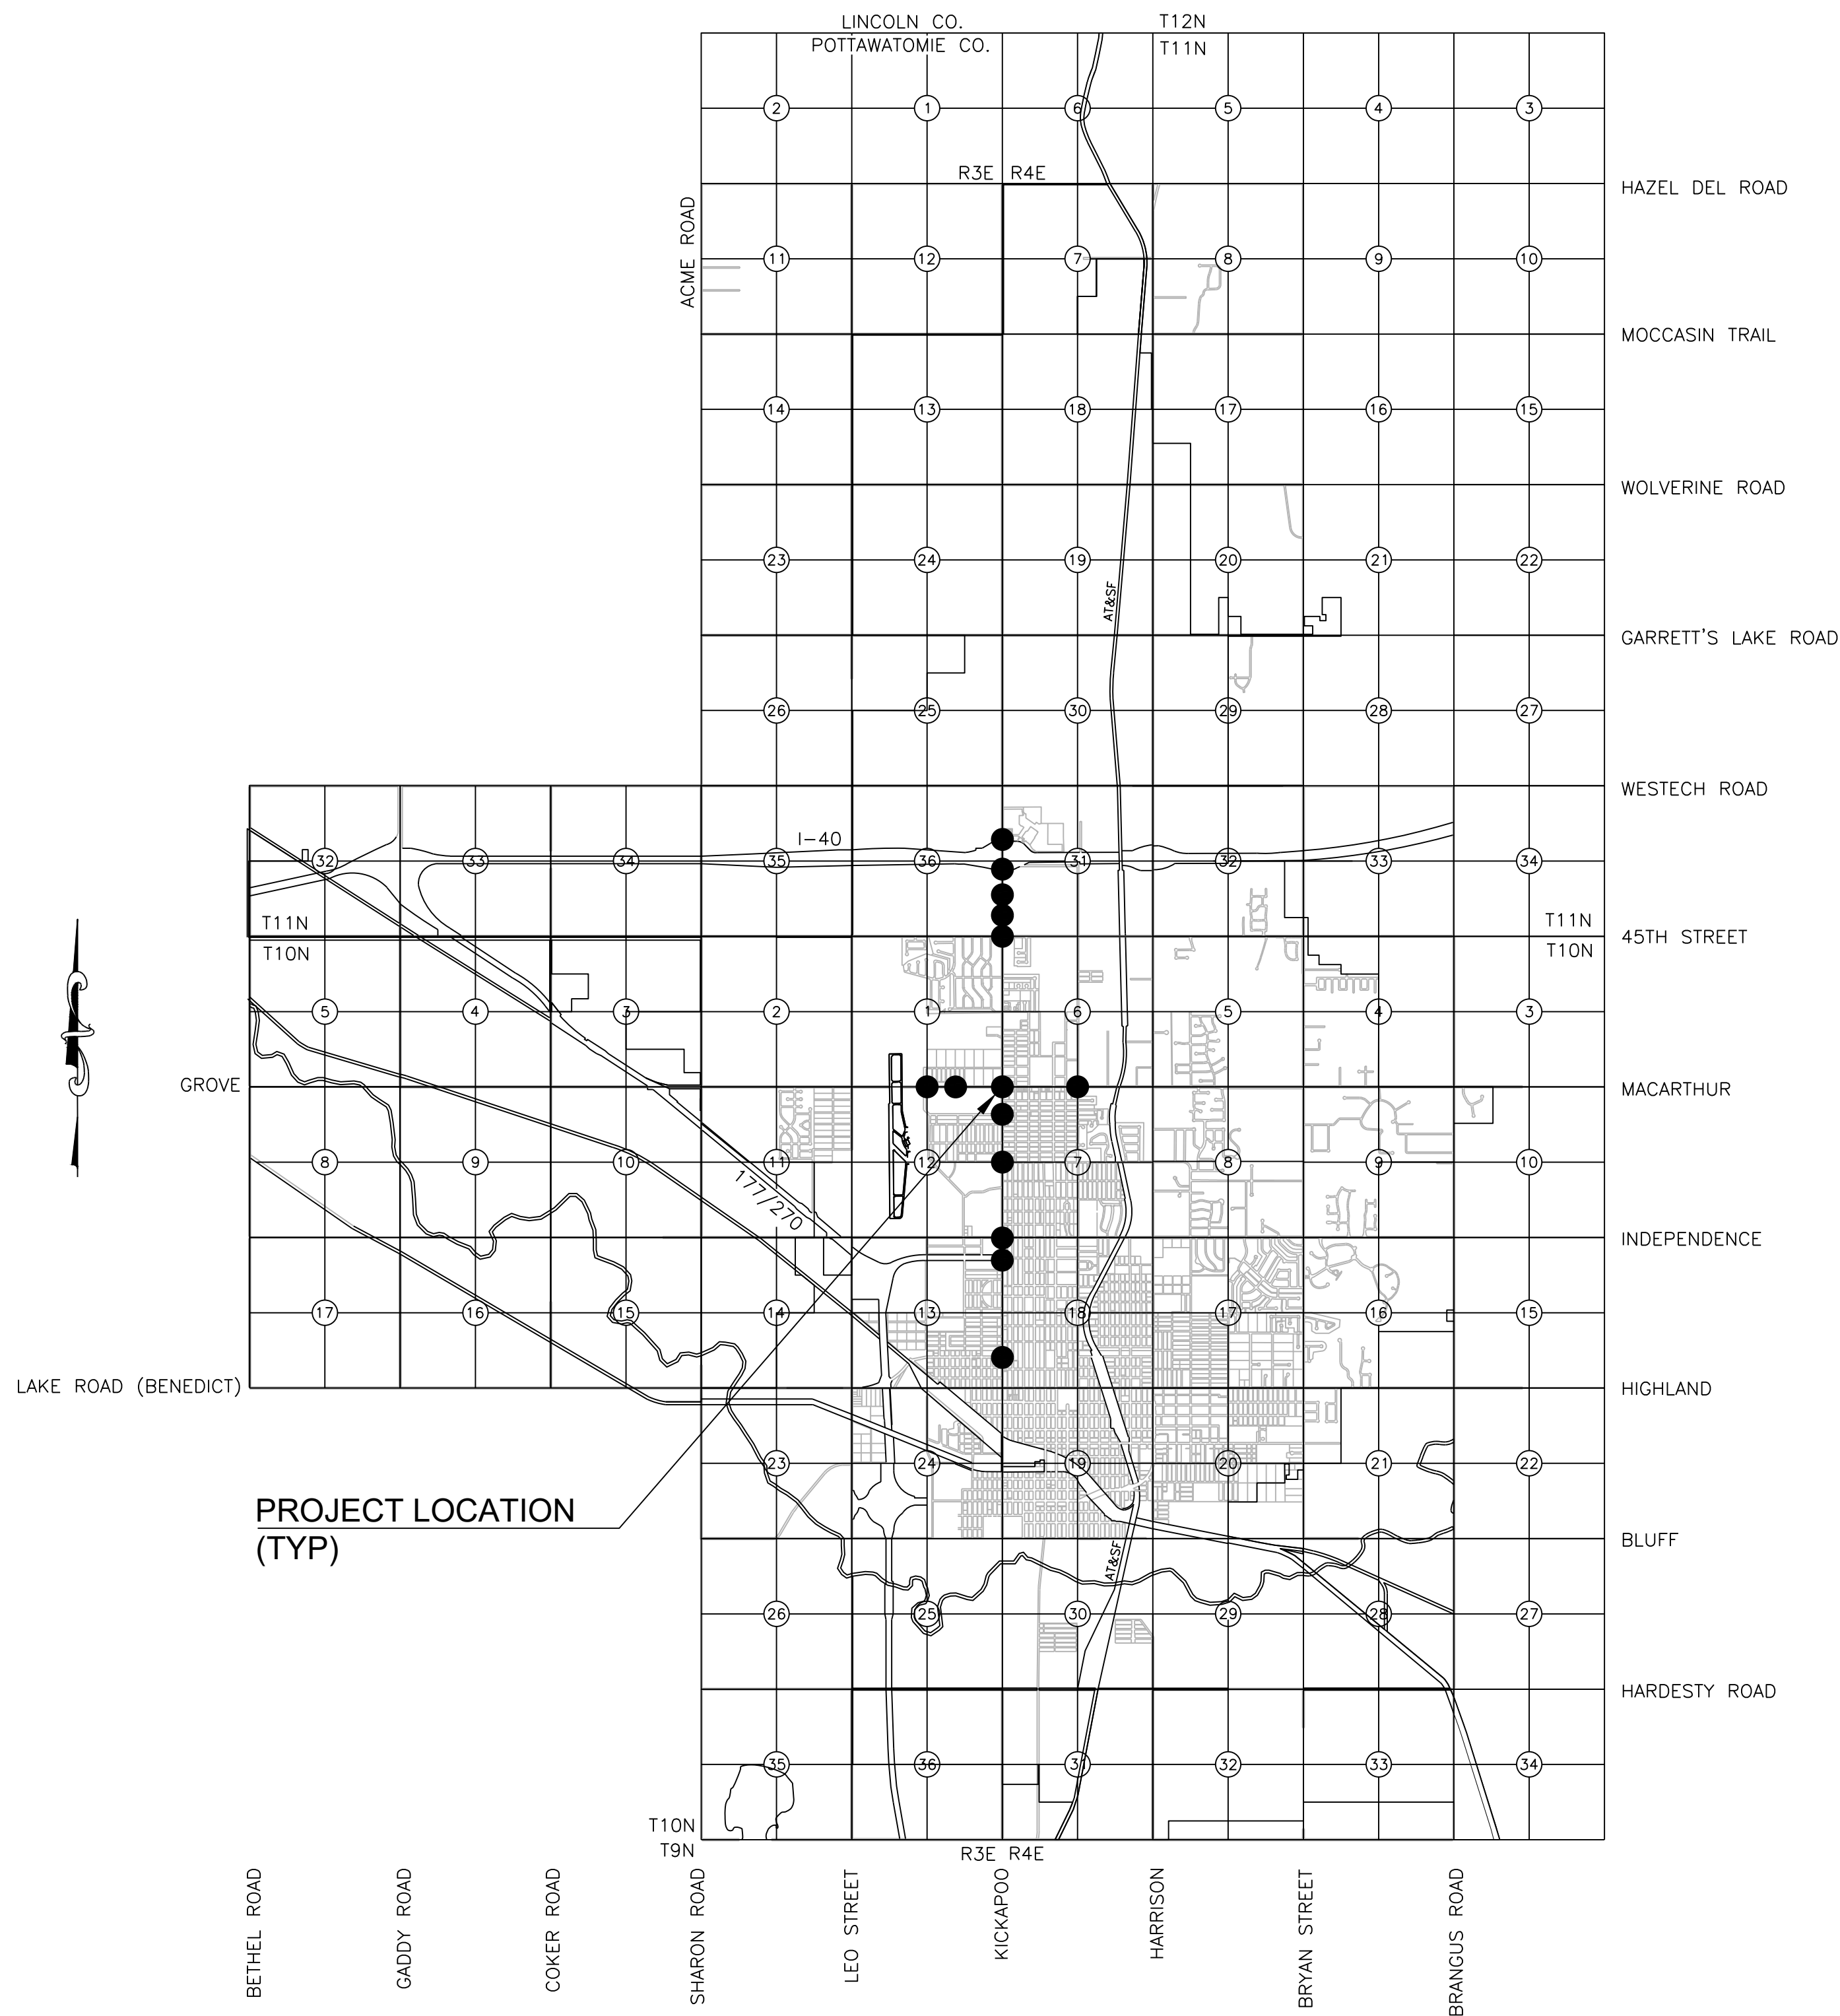 LINCOLN CO.
T12N
POTTAWATOMIE CO.
T11N
2 1 6 5 4 3
R3E R4E
HAZEL DEL ROAD
ACME ROAD
11 12 7 8 9 10
MOCCASIN TRAIL
14 13 18 17 16 15
WOLVERINE ROAD
23 24 19 20 21 22
AT&SF
GARRETT'S LAKE ROAD
26 25 30 29 28 27
WESTECH ROAD
I-40
32 33 34 35 36 31 32 33 34
T11N
T11N
45TH STREET
T10N
T10N
5 4 3 2 1 6 5 4 3
GROVE
MACARTHUR
8 9 10 11 12 7 8 9 10
177/270
INDEPENDENCE
17 16 15 14 13 18 17 16 15
LAKE ROAD (BENEDICT)
HIGHLAND
23 24 19 20 21 22
PROJECT LOCATION
(TYP)
BLUFF
AT&SF
26 25 30 29 28 27
HARDESTY ROAD
35 36 31 32 33 34
T10N
T9N
R3E R4E
BETHEL ROAD
GADDY ROAD
COKER ROAD
SHARON ROAD
LEO STREET
KICKAPOO
HARRISON
BRYAN STREET
BRANGUS ROAD